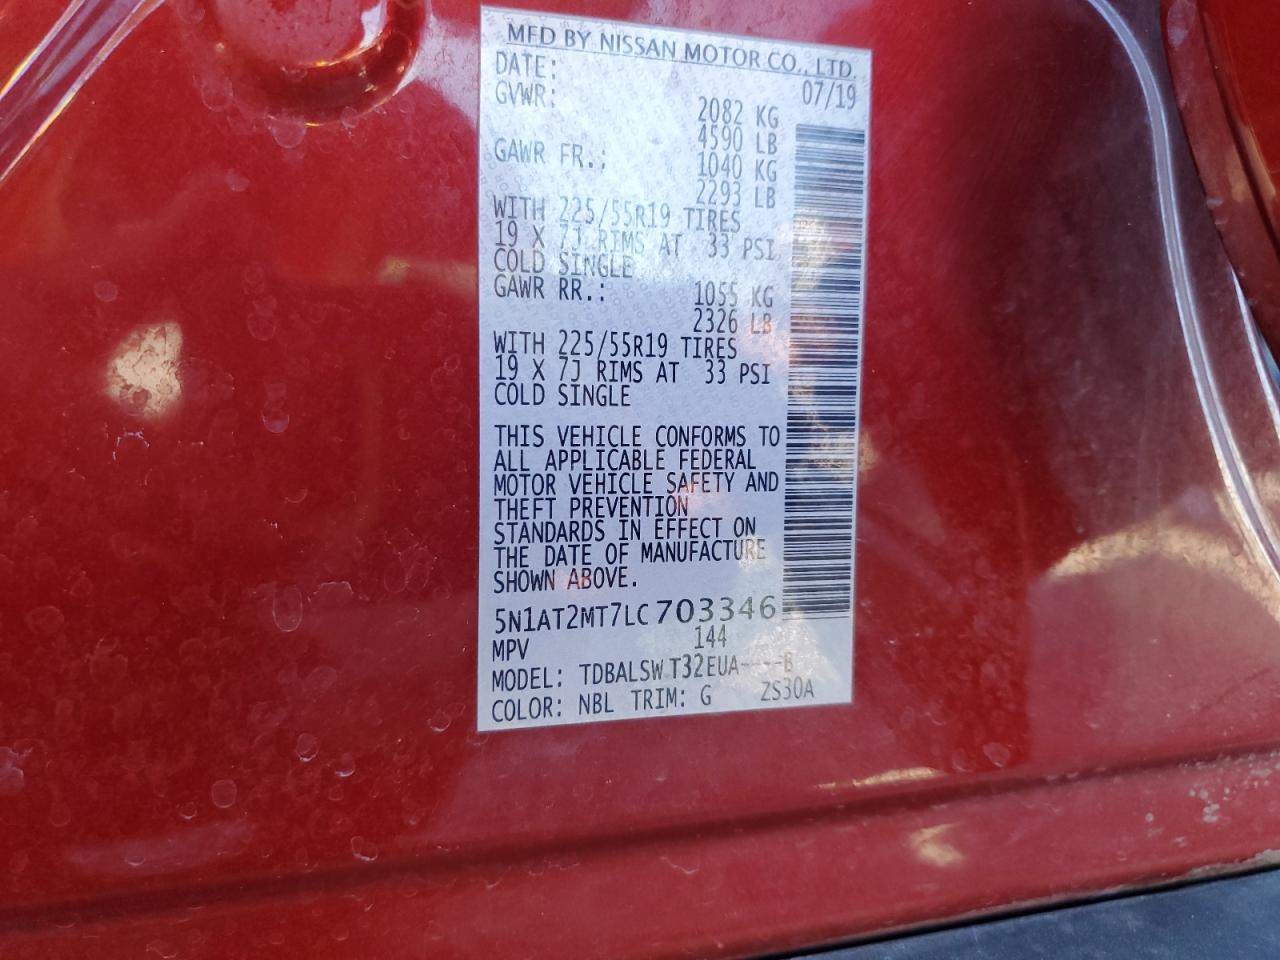 MFD BY NISSAN MOTOR CO., LTD.
DATE: 07/19
GVWR: 2082 KG
4590 LB
GAWR FR.: 1040 KG
2293 LB
WITH 225/55R19 TIRES
19 X 7J RIMS AT 33 PSI
COLD SINGLE
GAWR RR.: 1055 KG
2326 LB
WITH 225/55R19 TIRES
19 X 7J RIMS AT 33 PSI
COLD SINGLE
THIS VEHICLE CONFORMS TO
ALL APPLICABLE FEDERAL
MOTOR VEHICLE SAFETY AND
THEFT PREVENTION
STANDARDS IN EFFECT ON
THE DATE OF MANUFACTURE
SHOWN ABOVE.
5N1AT2MT7LC703346
MPV 144
MODEL: TDBALSW T32EUA----B
COLOR: NBL TRIM: G ZS30A